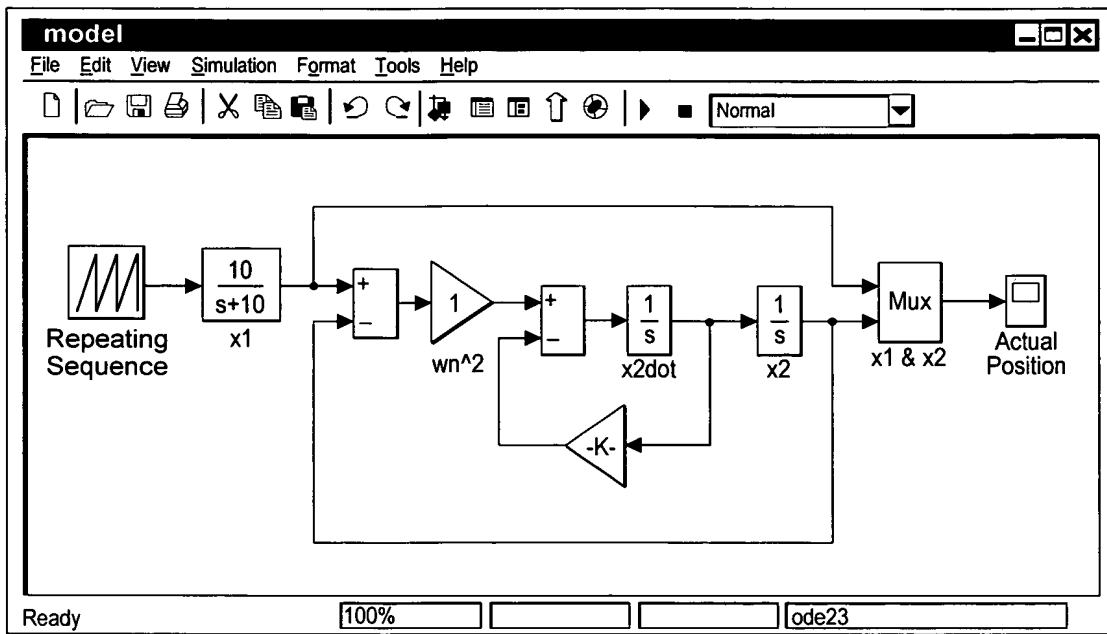 model
File Edit View Simulation Format Tools Help
Normal
10
s+10
x1
Repeating
Sequence
+
−
1
wn^2
+
−
1
s
x2dot
1
s
x2
Mux
x1 & x2
Actual
Position
-K-
Ready 100% ode23